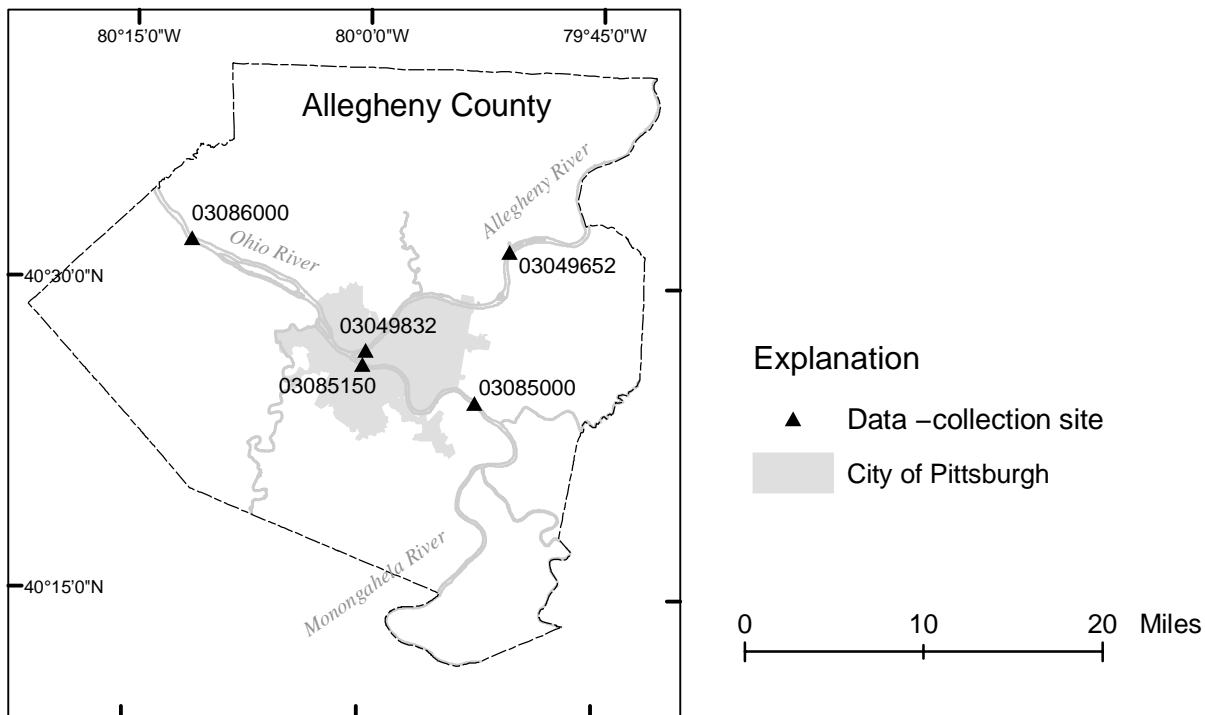 80°15'0"W 80°0'0"W 79°45'0"W
Allegheny County
Allegheny River
03086000
Ohio River
03049652
40°30'0"N
03049832
03085150
03085000
Explanation
Data −collection site
City of Pittsburgh
Monongahela River
40°15'0"N
0 10 20 Miles